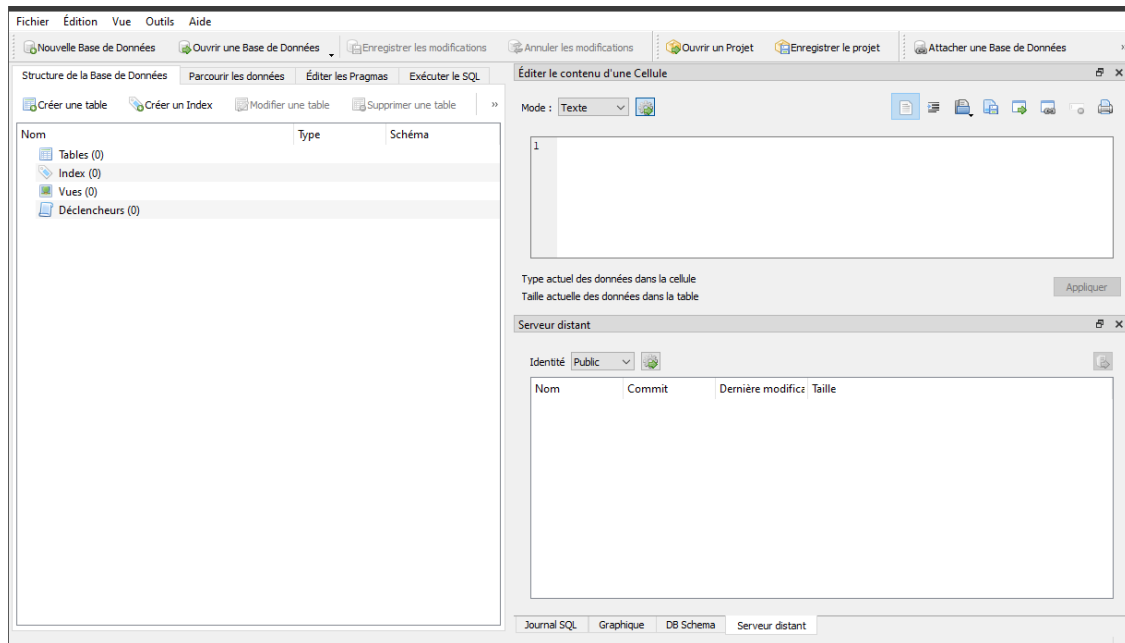 Fichier Édition Vue Outils Aide
Nouvelle Base de Données Ouvrir une Base de Données Enregistrer les modifications Annuler les modifications Ouvrir un Projet Enregistrer le projet Attacher une Base de Données »
Structure de la Base de Données Parcourir les données Éditer les Pragmas Exécuter le SQL
Créer une table Créer un Index Modifier une table Supprimer une table »
Nom Type Schéma
Tables (0)
Index (0)
Vues (0)
Déclencheurs (0)
Éditer le contenu d'une Cellule
Mode : Texte
1
Type actuel des données dans la cellule
Taille actuelle des données dans la table
Appliquer
Serveur distant
Identité Public
Nom Commit Dernière modifica Taille
Journal SQL Graphique DB Schema Serveur distant